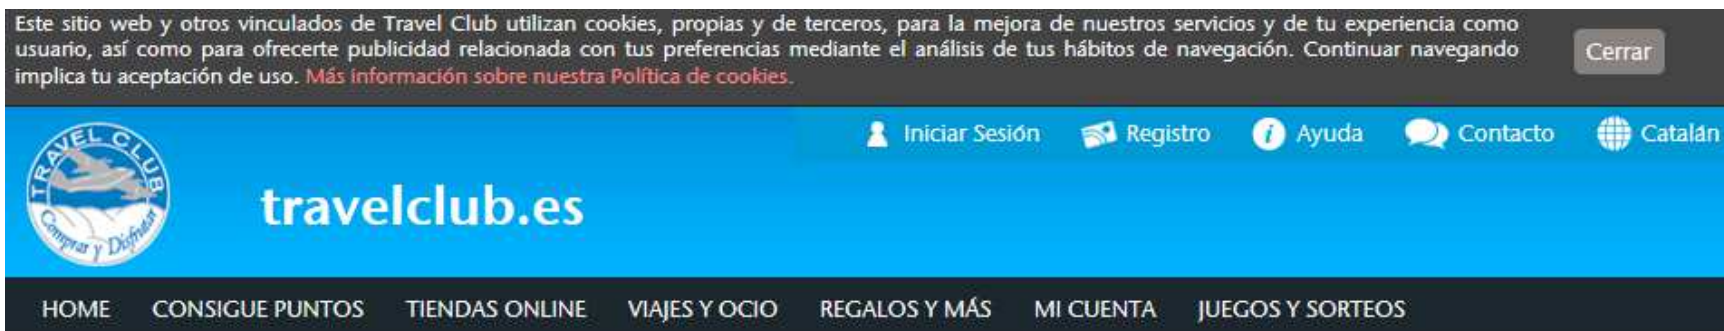 Este sitio web y otros vinculados de Travel Club utilizan cookies, propias y de terceros, para la mejora de nuestros servicios y de tu experiencia como
usuario, así como para ofrecerte publicidad relacionada con tus preferencias mediante el análisis de tus hábitos de navegación. Continuar navegando
implica tu aceptación de uso. Más información sobre nuestra Política de cookies.
Cerrar
Iniciar Sesión Registro Ayuda Contacto Catalán
TRAVEL CLUB
Comprar y Disfrutar
travelclub.es
HOME CONSIGUE PUNTOS TIENDAS ONLINE VIAJES Y OCIO REGALOS Y MÁS MI CUENTA JUEGOS Y SORTEOS